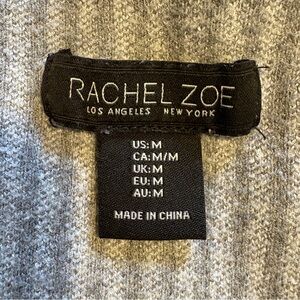 RACHEL ZOE
LOS ANGELES NEW YORK
US: M
CA: M/M
UK: M
EU: M
AU: M
MADE IN CHINA